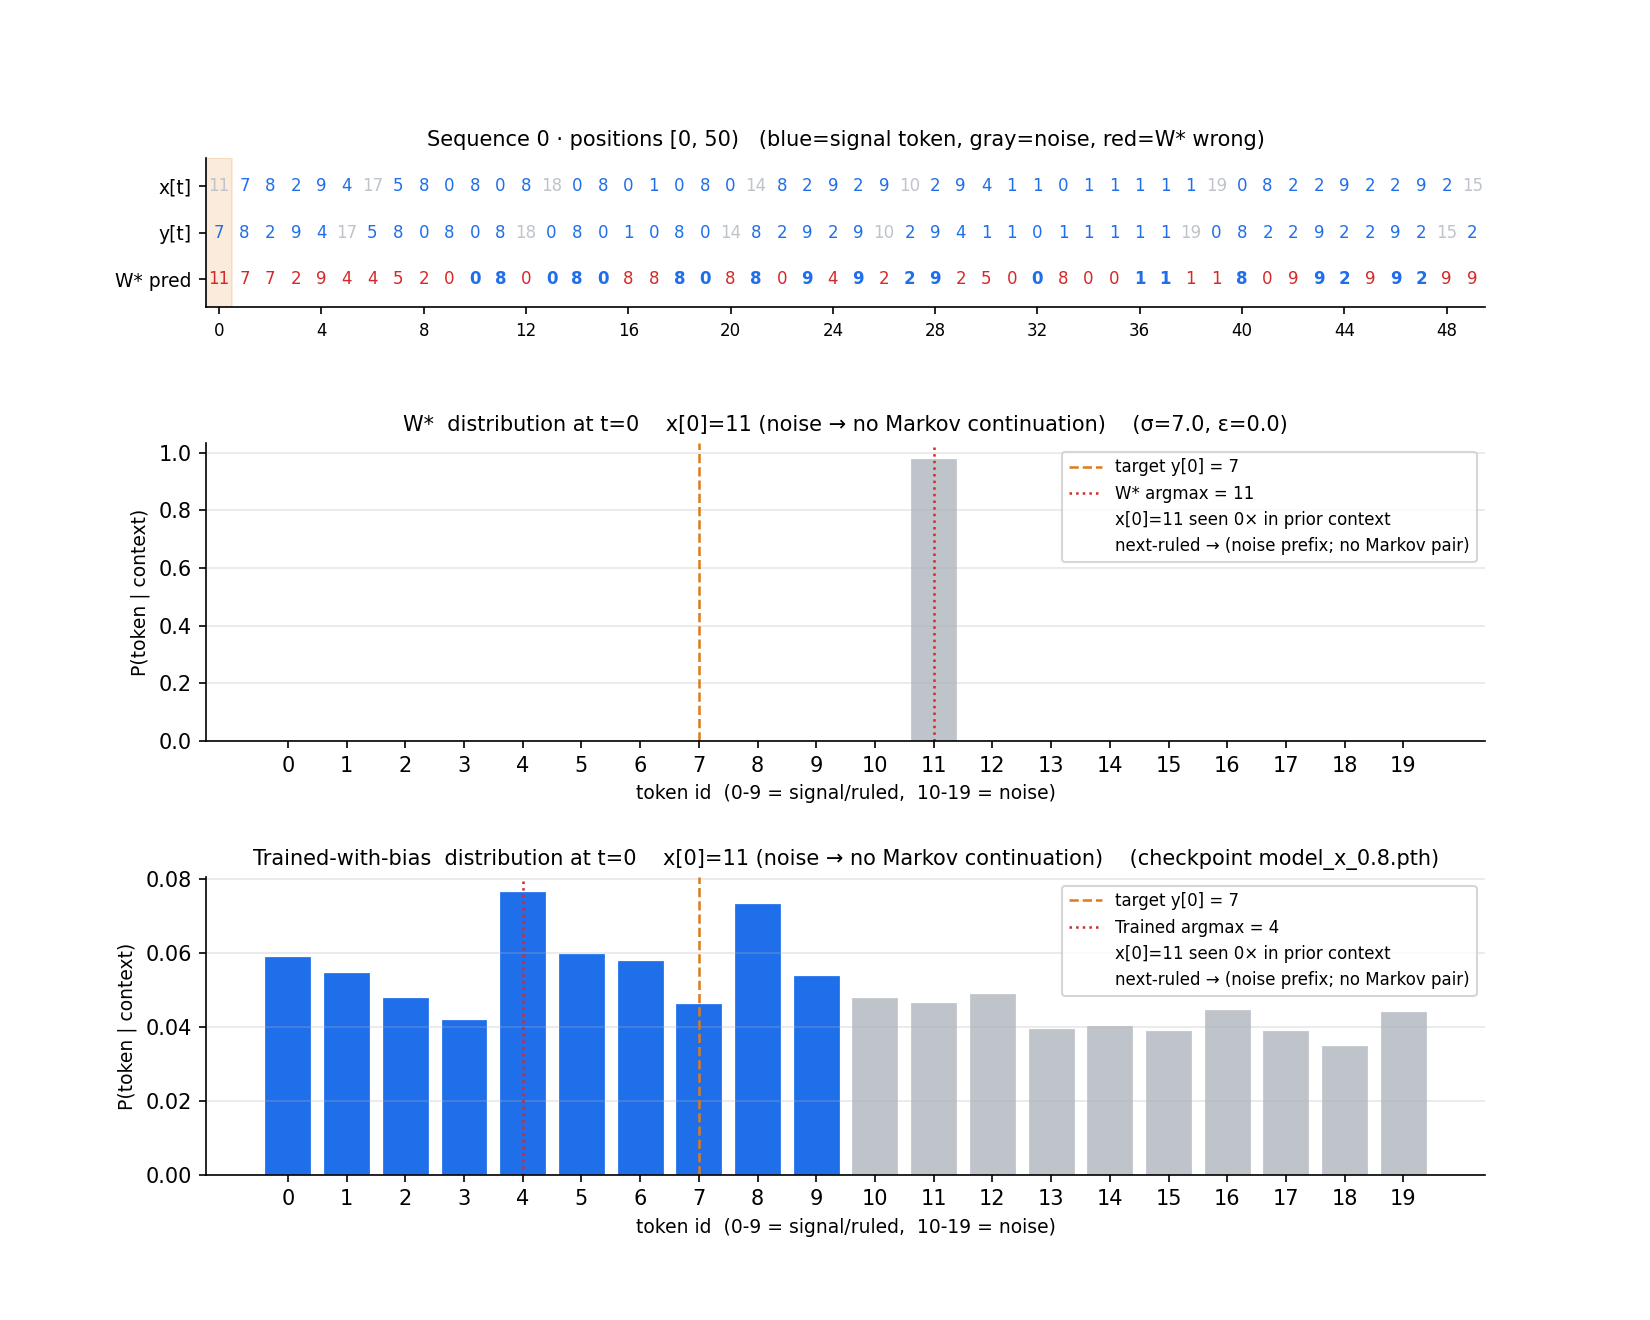 Sequence 0 · positions [0, 50)   (blue=signal token, gray=noise, red=W* wrong)
x[t] 11 7 8 2 9 4 17 5 8 0 8 0 8 18 0 8 0 1 0 8 0 14 8 2 9 2 9 10 2 9 4 1 1 0 1 1 1 1 1 19 0 8 2 2 9 2 2 9 2 15
y[t] 7 8 2 9 4 17 5 8 0 8 0 8 18 0 8 0 1 0 8 0 14 8 2 9 2 9 10 2 9 4 1 1 0 1 1 1 1 1 19 0 8 2 2 9 2 2 9 2 15 2
W* pred 11 7 7 2 9 4 4 5 2 0 0 8 0 0 8 0 8 8 8 0 8 8 0 9 4 9 2 2 9 2 5 0 0 8 0 0 1 1 1 1 8 0 9 9 2 9 9 2 9 9
0 4 8 12 16 20 24 28 32 36 40 44 48
W*  distribution at t=0    x[0]=11 (noise → no Markov continuation)    (σ=7.0, ε=0.0)
P(token | context)
1.0
0.8
0.6
0.4
0.2
0.0
target y[0] = 7
W* argmax = 11
x[0]=11 seen 0× in prior context
next-ruled → (noise prefix; no Markov pair)
0 1 2 3 4 5 6 7 8 9 10 11 12 13 14 15 16 17 18 19
token id  (0-9 = signal/ruled,  10-19 = noise)
Trained-with-bias  distribution at t=0    x[0]=11 (noise → no Markov continuation)    (checkpoint model_x_0.8.pth)
P(token | context)
0.08
0.06
0.04
0.02
0.00
target y[0] = 7
Trained argmax = 4
x[0]=11 seen 0× in prior context
next-ruled → (noise prefix; no Markov pair)
0 1 2 3 4 5 6 7 8 9 10 11 12 13 14 15 16 17 18 19
token id  (0-9 = signal/ruled,  10-19 = noise)